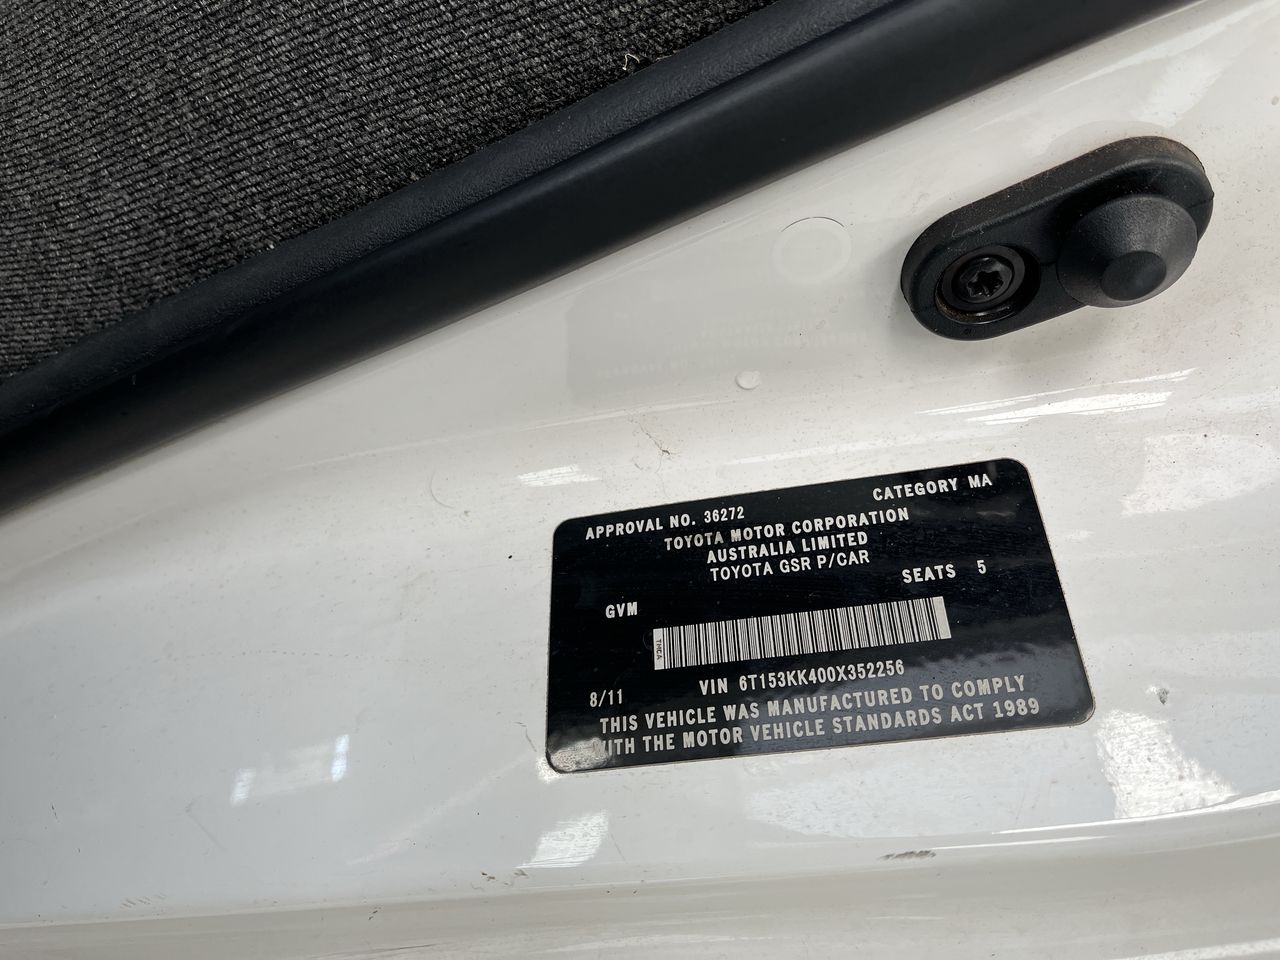 APPROVAL NO. 36272 CATEGORY MA
TOYOTA MOTOR CORPORATION
AUSTRALIA LIMITED
TOYOTA GSR P/CAR
GVM SEATS 5
TMCA
8/11 VIN 6T153KK400X352256
THIS VEHICLE WAS MANUFACTURED TO COMPLY
WITH THE MOTOR VEHICLE STANDARDS ACT 1989